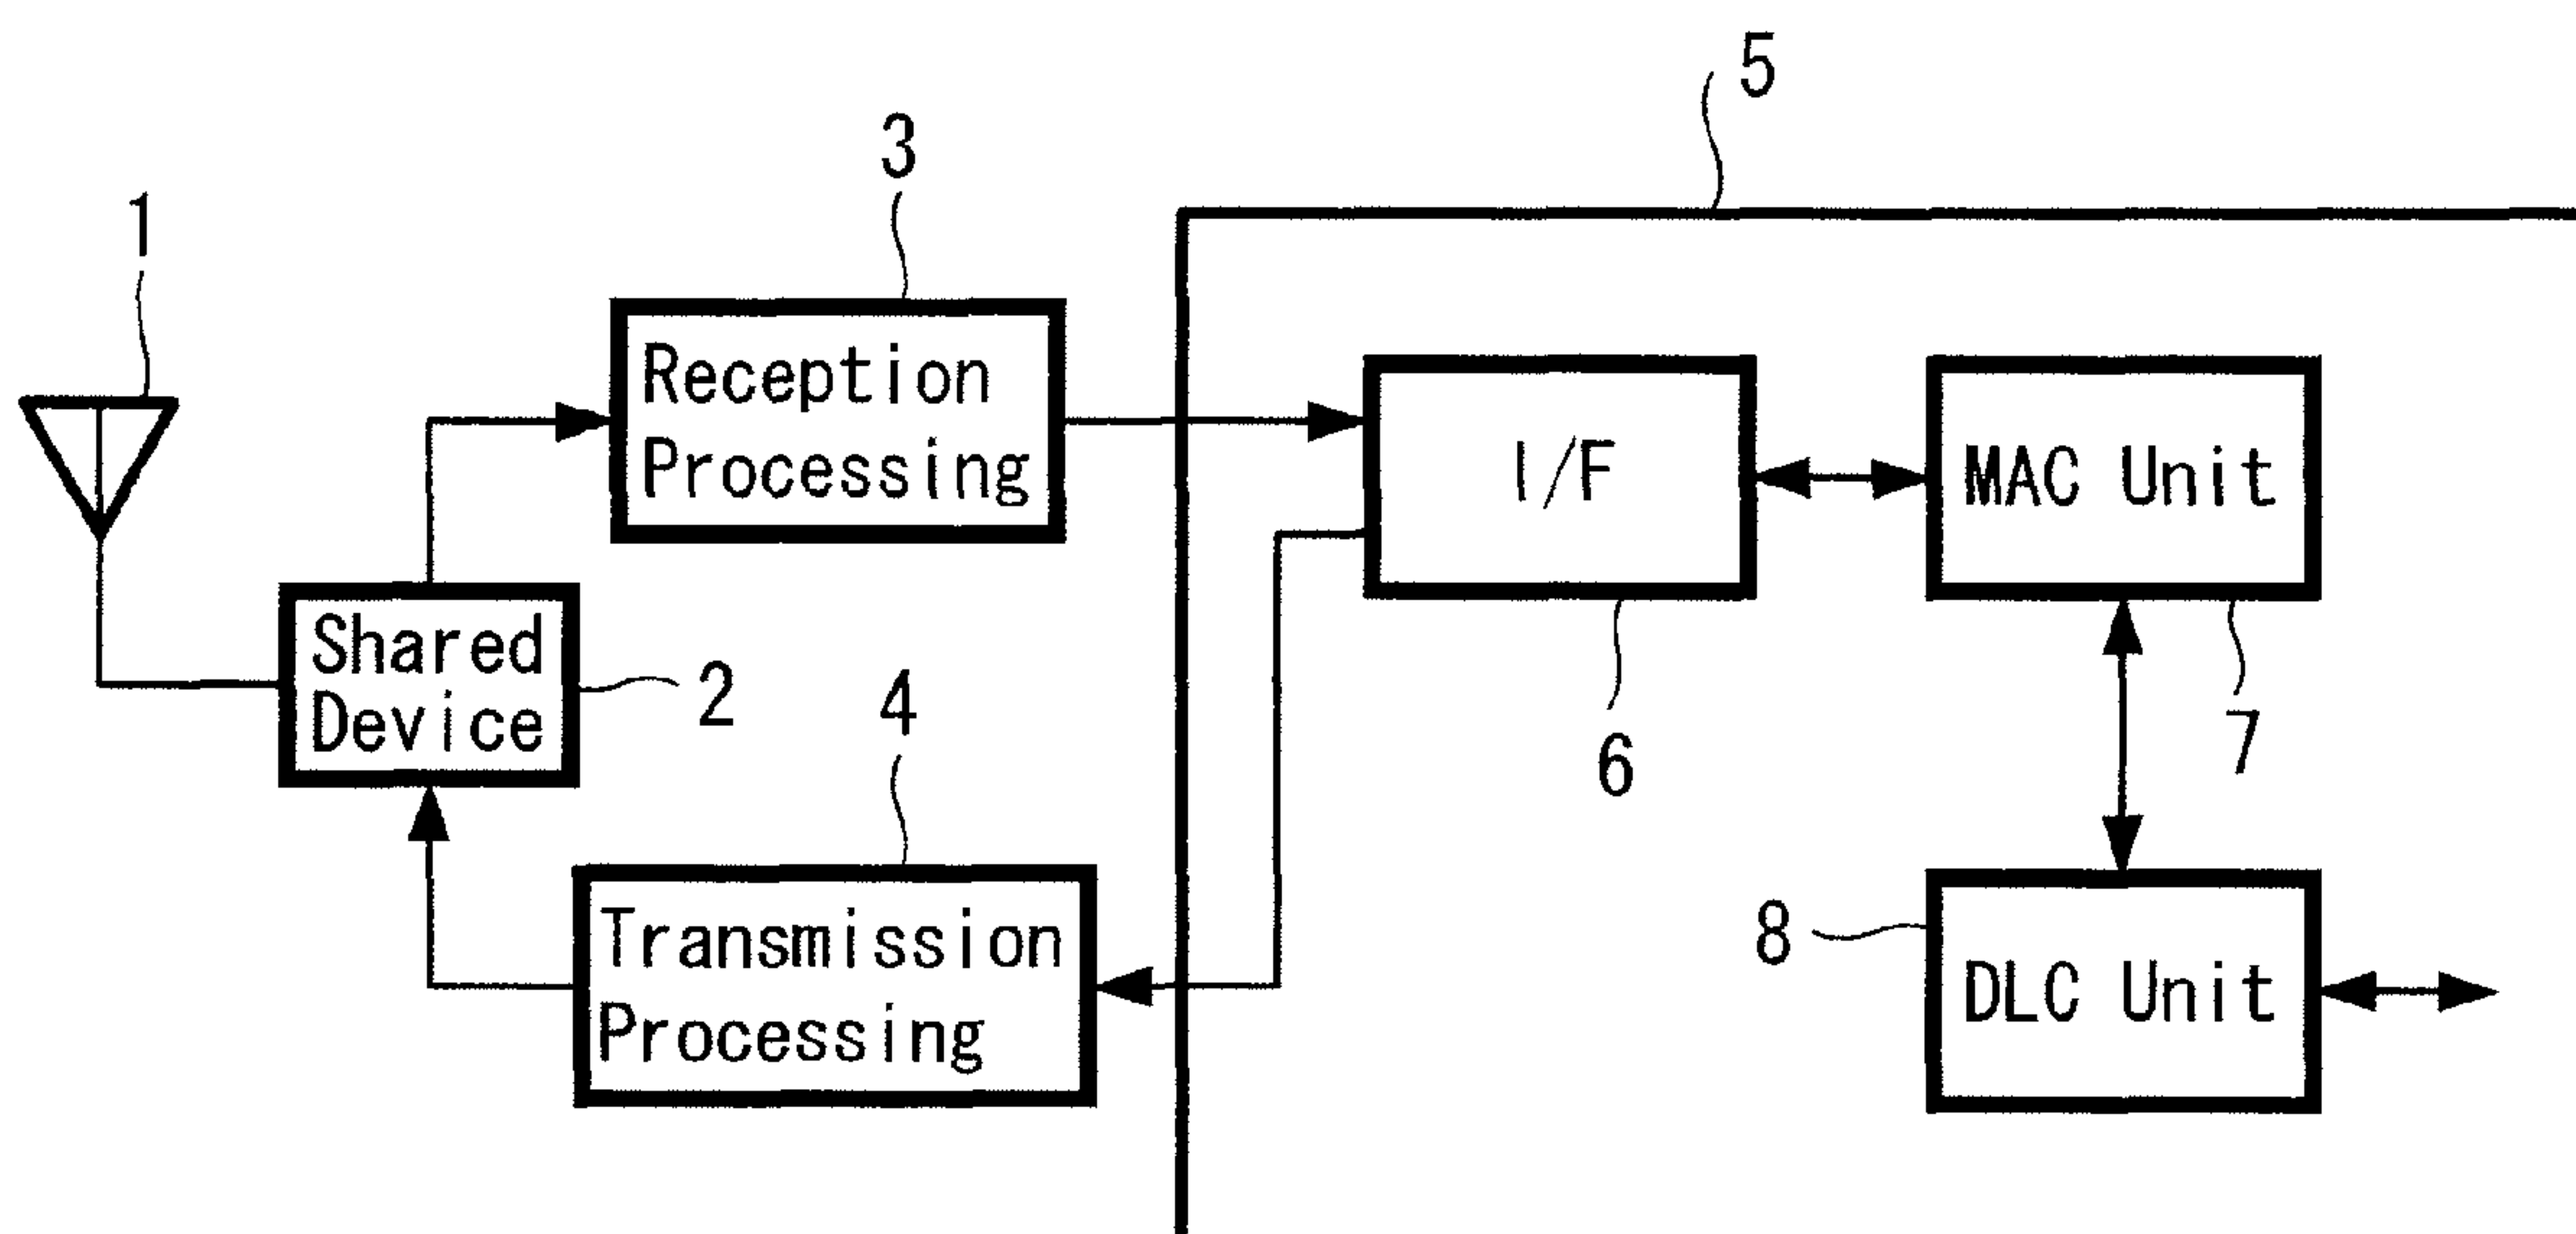 5
3
1
Reception
Processing
I/F
MAC Unit
Shared
Device
2
4
6
7
8
Transmission
Processing
DLC Unit